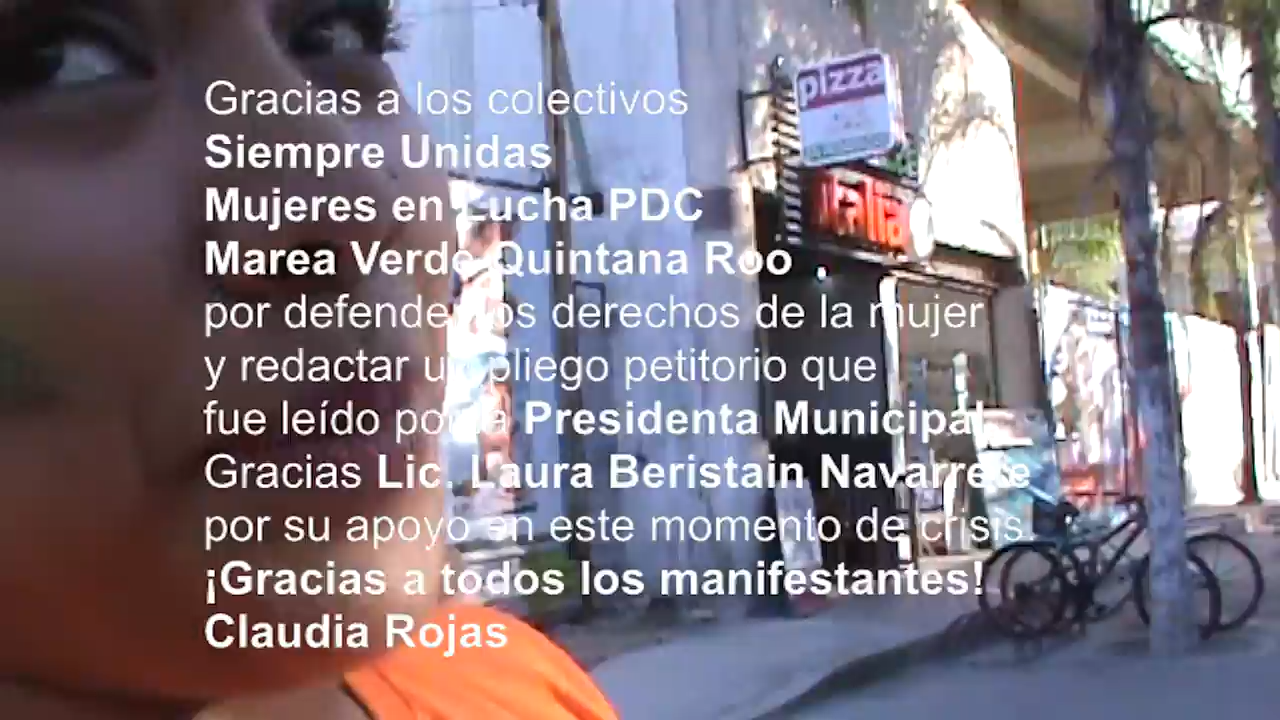 Gracias a los colectivos
Siempre Unidas
Mujeres en Lucha PDC
Marea Verde Quintana Roo .
por defender los derechos de la mujer
y redactar un pliego petitorio que
fue leído por la Presidenta Municipal.
Gracias Lic. Laura Beristain Navarrete
por su apoyo en este momento de crisis.
¡Gracias a todos los manifestantes!
Claudia Rojas
pizza